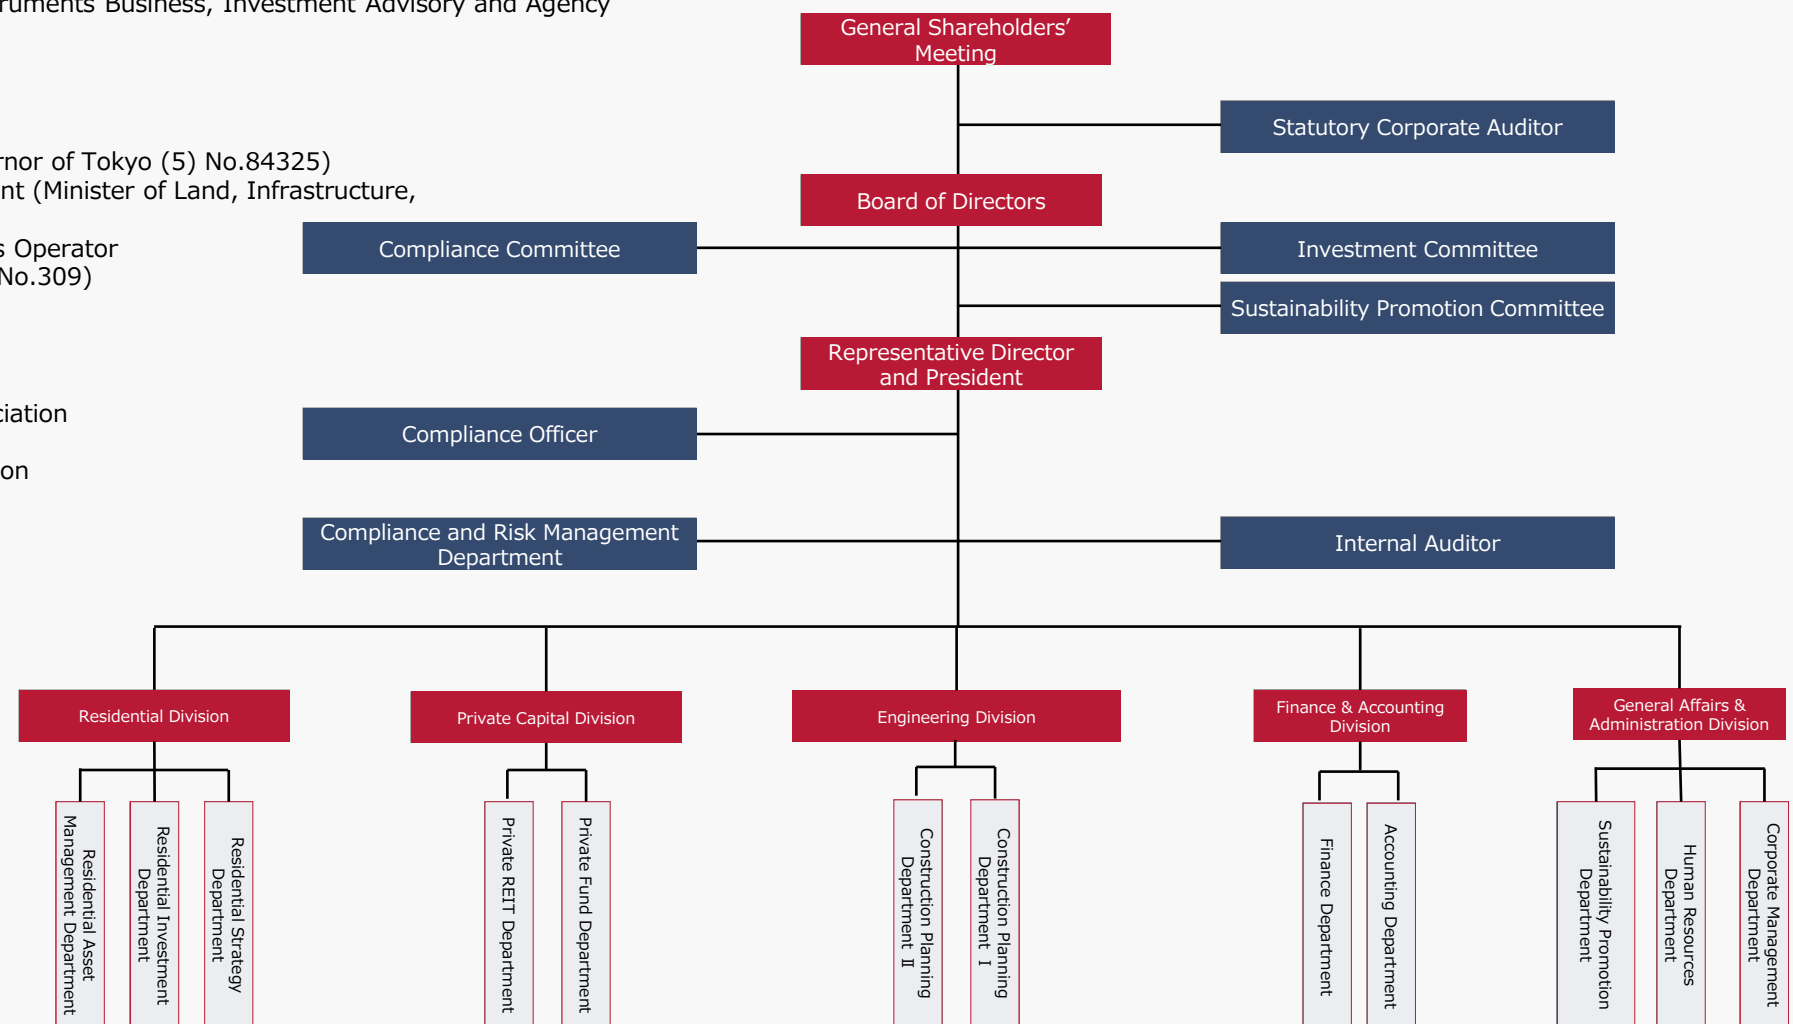 ruments Business, Investment Advisory and Agency
rnor of Tokyo (5) No.84325)
nt (Minister of Land, Infrastructure,
s Operator
No.309)
ciation
on
General Shareholders’
Meeting
Statutory Corporate Auditor
Board of Directors
Compliance Committee
Investment Committee
Sustainability Promotion Committee
Representative Director
and President
Compliance Officer
Compliance and Risk Management
Department
Internal Auditor
Residential Division
Private Capital Division
Engineering Division
Finance & Accounting
Division
General Affairs &
Administration Division
Residential Asset
Management Department
Residential Investment
Department
Residential Strategy
Department
Private REIT Department
Private Fund Department
Construction Planning
Department Ⅱ
Construction Planning
Department Ⅰ
Finance Department
Accounting Department
Sustainability Promotion
Department
Human Resources
Department
Corporate Management
Department